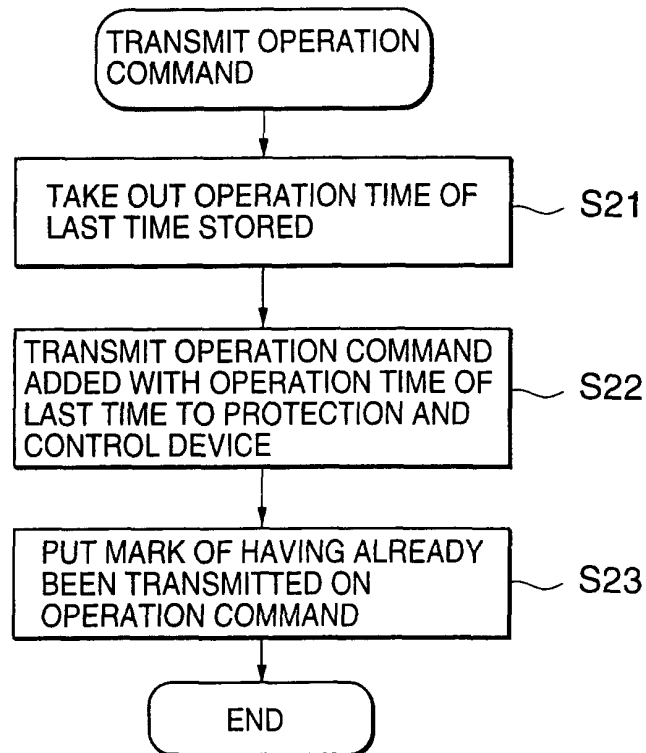 TRANSMIT OPERATION
COMMAND
TAKE OUT OPERATION TIME OF
LAST TIME STORED
S21
TRANSMIT OPERATION COMMAND
ADDED WITH OPERATION TIME OF
LAST TIME TO PROTECTION AND
CONTROL DEVICE
S22
PUT MARK OF HAVING ALREADY
BEEN TRANSMITTED ON
OPERATION COMMAND
S23
END